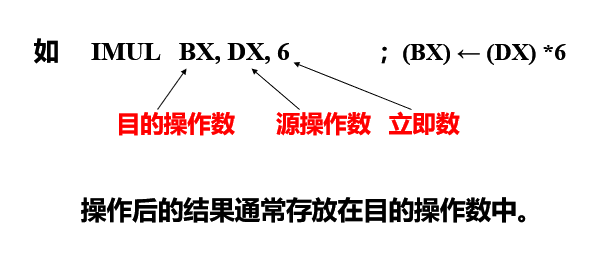 如 IMUL BX, DX, 6 ；(BX) ← (DX) *6
目的操作数 源操作数 立即数
操作后的结果通常存放在目的操作数中。